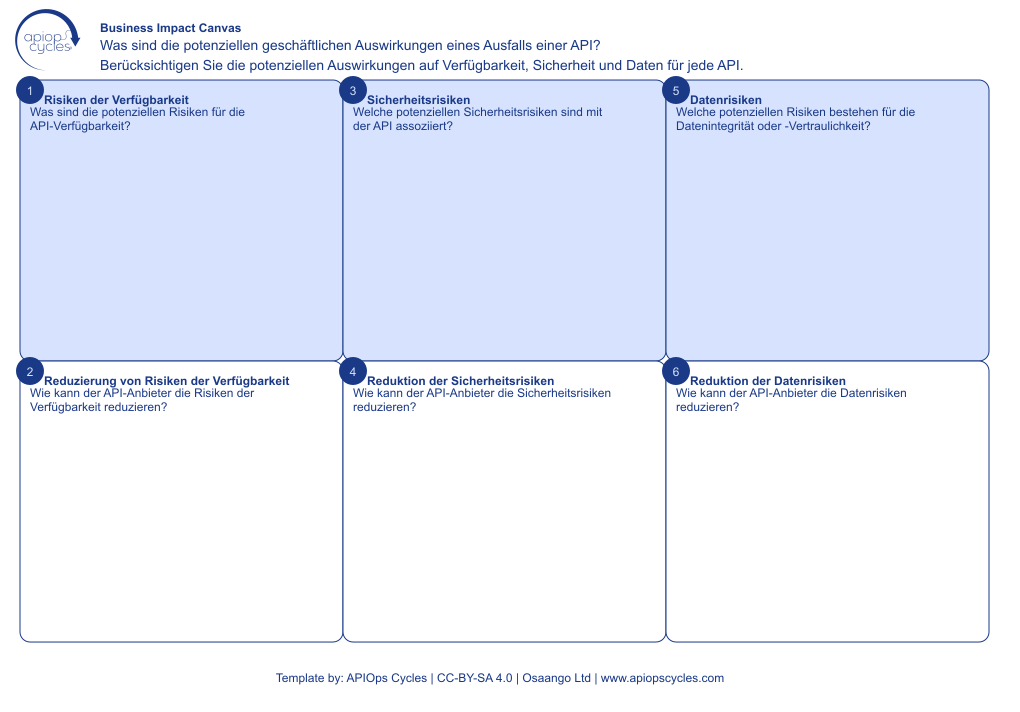 apiops
cycles
Business Impact Canvas
Was sind die potenziellen geschäftlichen Auswirkungen eines Ausfalls einer API?
Berücksichtigen Sie die potenziellen Auswirkungen auf Verfügbarkeit, Sicherheit und Daten für jede API.
1
Risiken der Verfügbarkeit
Was sind die potenziellen Risiken für die
API-Verfügbarkeit?
3
Sicherheitsrisiken
Welche potenziellen Sicherheitsrisiken sind mit
der API assoziiert?
5
Datenrisiken
Welche potenziellen Risiken bestehen für die
Datenintegrität oder -Vertraulichkeit?
2
Reduzierung von Risiken der Verfügbarkeit
Wie kann der API-Anbieter die Risiken der
Verfügbarkeit reduzieren?
4
Reduktion der Sicherheitsrisiken
Wie kann der API-Anbieter die Sicherheitsrisiken
reduzieren?
6
Reduktion der Datenrisiken
Wie kann der API-Anbieter die Datenrisiken
reduzieren?
Template by: APIOps Cycles | CC-BY-SA 4.0 | Osaango Ltd | www.apiopscycles.com